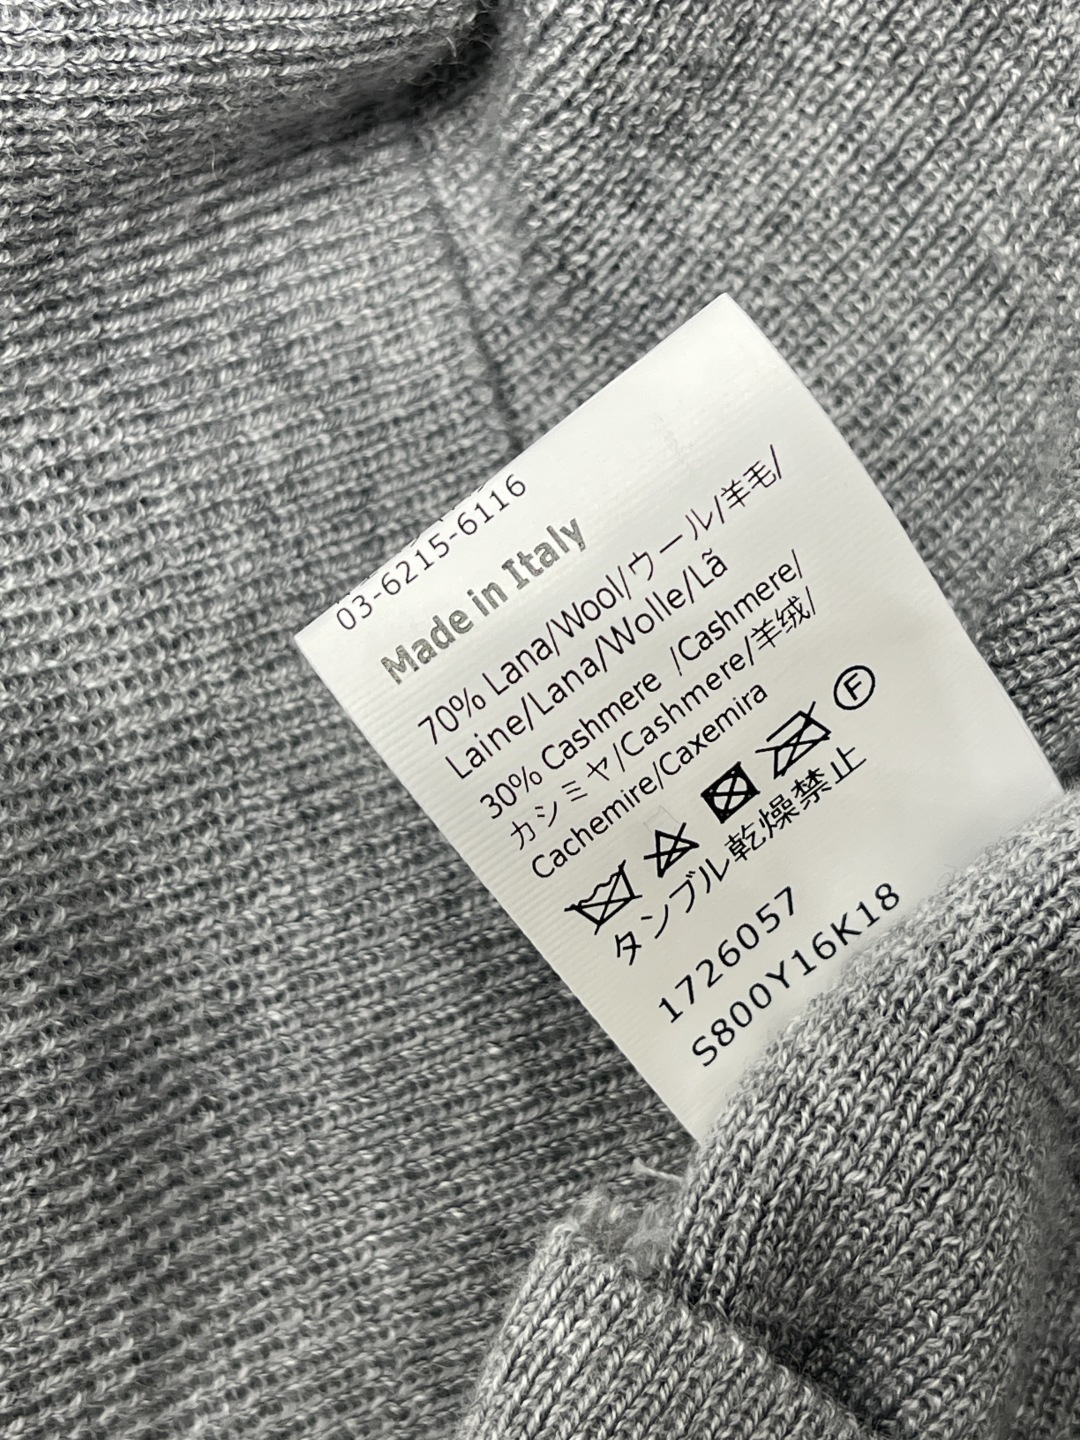 03-6215-6116
Made in Italy
70% Lana/Wool/ウール/羊毛/
Laine/Lana/Wolle/Lã
30% Cashmere /Cashmere/
カシミヤ/Cashmere/羊绒/
Cachemire/Caxemira
F
タンブル乾燥禁止
1726057
S800Y16K18